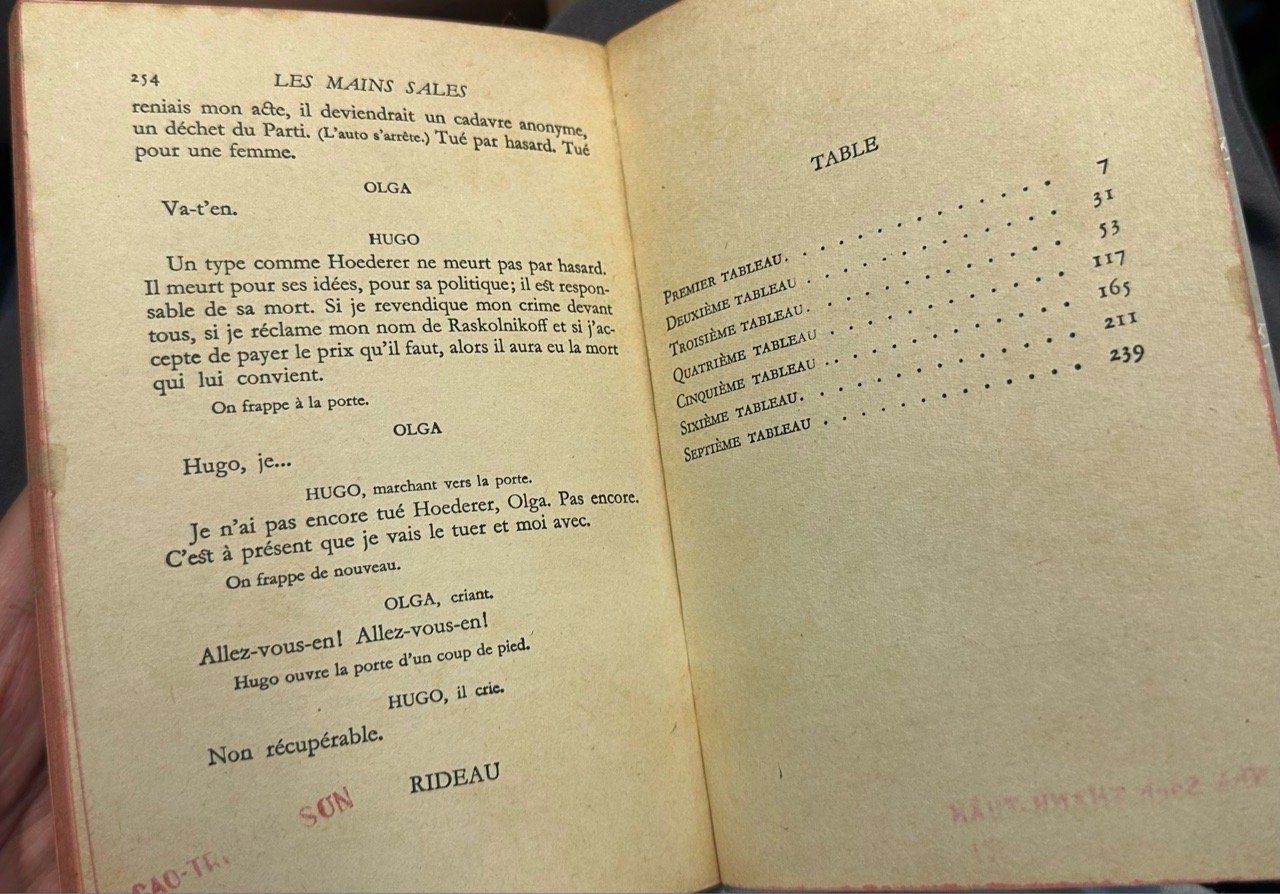 254 LES MAINS SALES
reniais mon acte, il deviendrait un cadavre anonyme,
un déchet du Parti. (L'auto s'arrête.) Tué par hasard. Tué
pour une femme.
OLGA
Va-t'en.
HUGO
Un type comme Hoederer ne meurt pas par hasard.
Il meurt pour ses idées, pour sa politique; il est respon-
sable de sa mort. Si je revendique mon crime devant
tous, si je réclame mon nom de Raskolnikoff et si j'ac-
cepte de payer le prix qu'il faut, alors il aura eu la mort
qui lui convient.
On frappe à la porte.
OLGA
Hugo, je...
HUGO, marchant vers la porte.
Je n'ai pas encore tué Hoederer, Olga. Pas encore.
C'est à présent que je vais le tuer et moi avec.
On frappe de nouveau.
OLGA, criant.
Allez-vous-en! Allez-vous-en!
Hugo ouvre la porte d'un coup de pied.
HUGO, il crie.
Non récupérable.
RIDEAU
SON
TABLE
PREMIER TABLEAU. . . . . . . . . . . . 7
DEUXIÈME TABLEAU . . . . . . . . . . . 31
TROISIÈME TABLEAU. . . . . . . . . . . 53
QUATRIÈME TABLEAU . . . . . . . . . . . 117
CINQUIÈME TABLEAU . . . . . . . . . . . 165
SIXIÈME TABLEAU. . . . . . . . . . . . 211
SEPTIÈME TABLEAU . . . . . . . . . . . 239